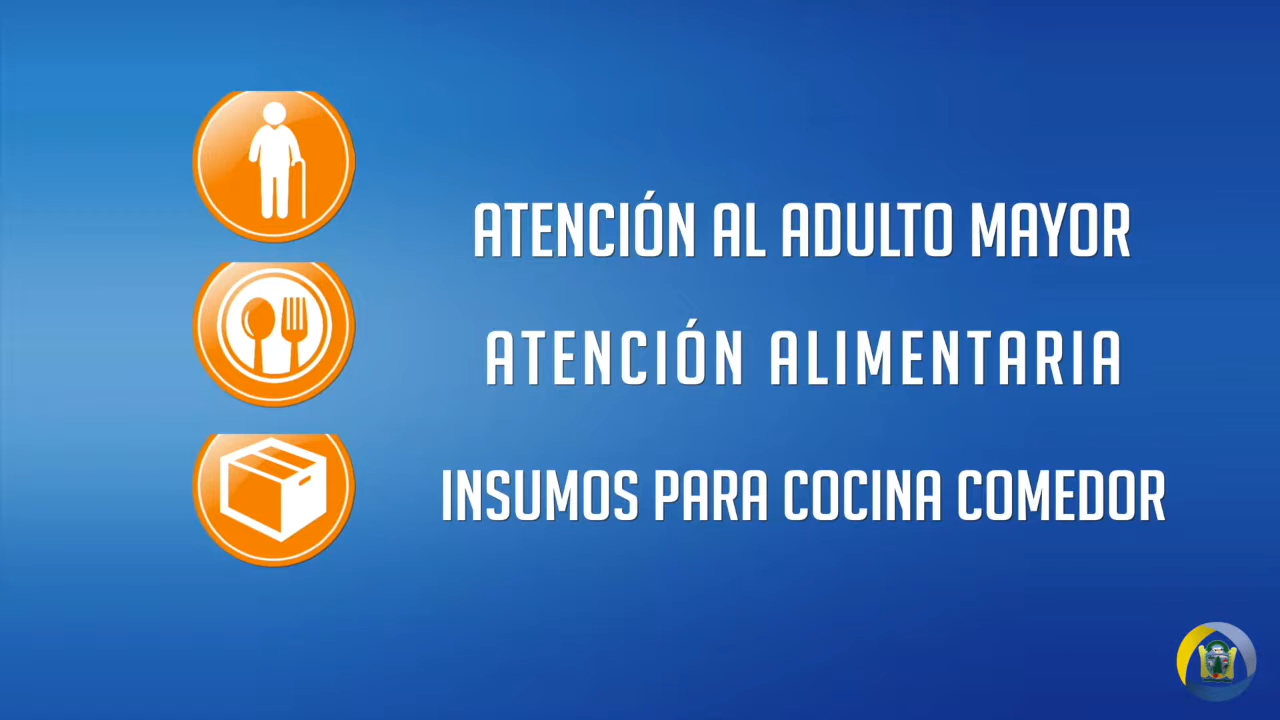 ATENCIÓN AL ADULTO MAYOR
ATENCIÓN ALIMENTARIA
INSUMOS PARA COCINA COMEDOR